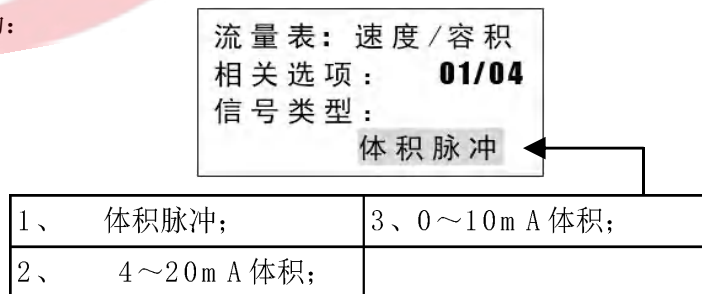 流量表：速度/容积
相关选项： 01/04
信号类型：
体积脉冲
1、 体积脉冲；
3、0～10mA体积；
2、 4～20mA体积；